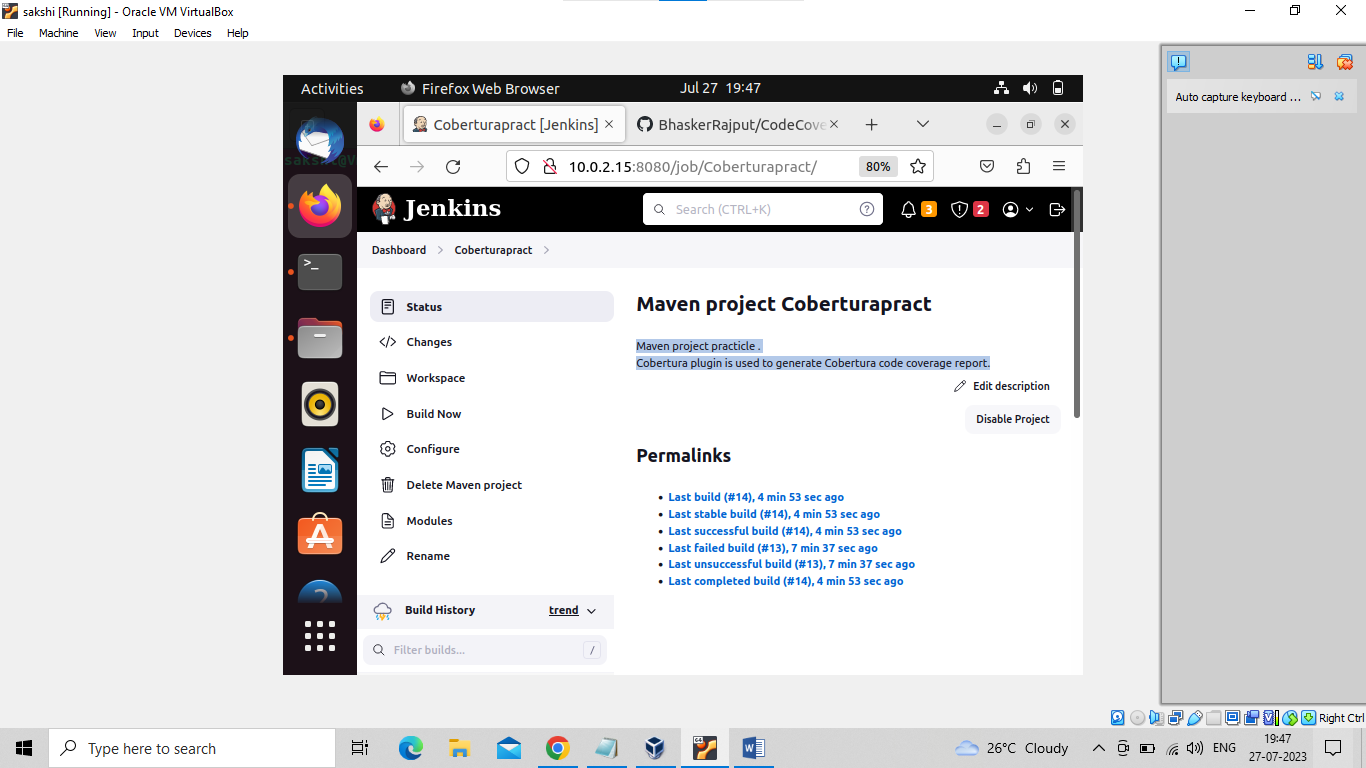 sakshi [Running] - Oracle VM VirtualBox
File Machine View Input Devices Help
Auto capture keyboard ...
Activities Firefox Web Browser Jul 27 19:47
Coberturapract [Jenkins] BhaskerRajput/CodeCove
10.0.2.15:8080/job/Coberturapract/ 80%
Jenkins Search (CTRL+K) 3 2
Dashboard Coberturapract
Status
Changes
Workspace
Build Now
Configure
Delete Maven project
Modules
Rename
Build History trend
Filter builds... /
Maven project Coberturapract
Maven project practicle .
Cobertura plugin is used to generate Cobertura code coverage report.
Edit description
Disable Project
Permalinks
Last build (#14), 4 min 53 sec ago
Last stable build (#14), 4 min 53 sec ago
Last successful build (#14), 4 min 53 sec ago
Last failed build (#13), 7 min 37 sec ago
Last unsuccessful build (#13), 7 min 37 sec ago
Last completed build (#14), 4 min 53 sec ago
Right Ctrl
Type here to search
26°C Cloudy
ENG
19:47
27-07-2023